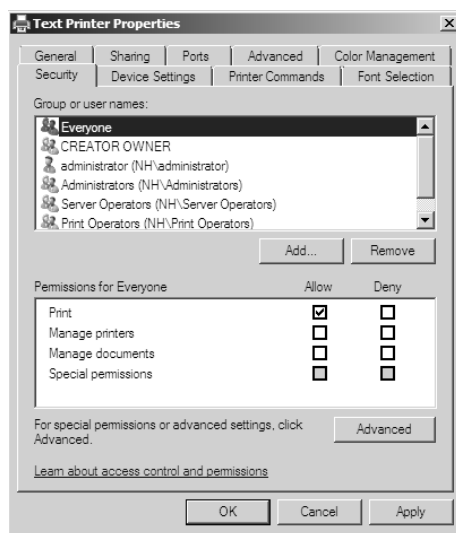 Text Printer Properties
General Sharing Ports Advanced Color Management
Security Device Settings Printer Commands Font Selection
Group or user names:
Everyone
CREATOR OWNER
administrator (NH\administrator)
Administrators (NH\Administrators)
Server Operators (NH\Server Operators)
Print Operators (NH\Print Operators)
Add... Remove
Permissions for Everyone Allow Deny
Print
Manage printers
Manage documents
Special permissions
For special permissions or advanced settings, click
Advanced. Advanced
Learn about access control and permissions
OK Cancel Apply